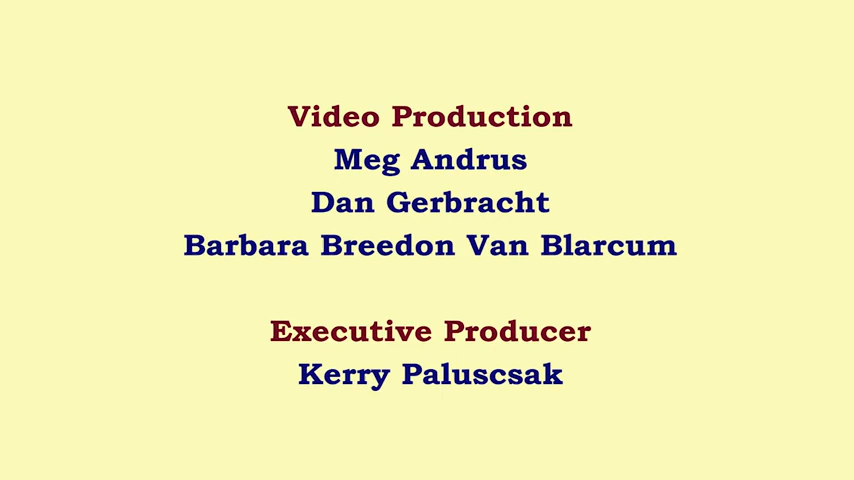 Video Production
Meg Andrus
Dan Gerbracht
Barbara Breedon Van Blarcum
Executive Producer
Kerry Paluscsak